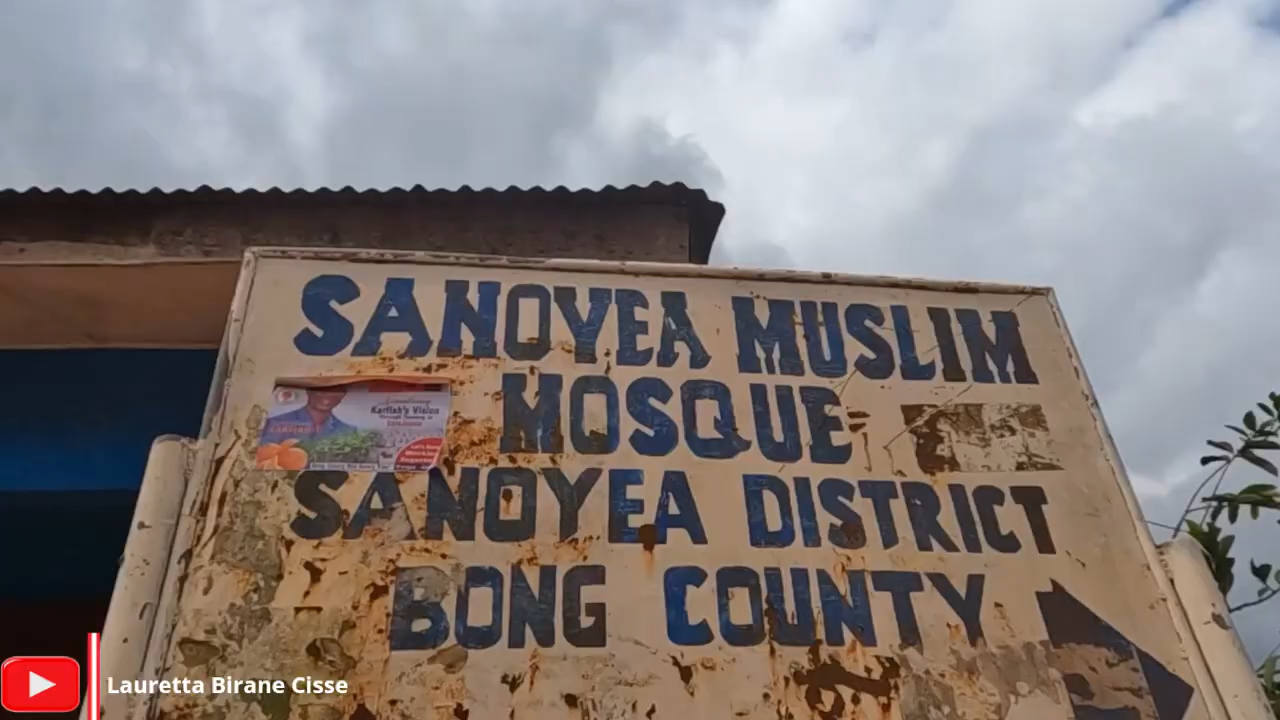 SANOYEA MUSLIM
MOSQUE
Karfiah's Vision
SANOYEA DISTRICT
BONG COUNTY
Lauretta Birane Cisse